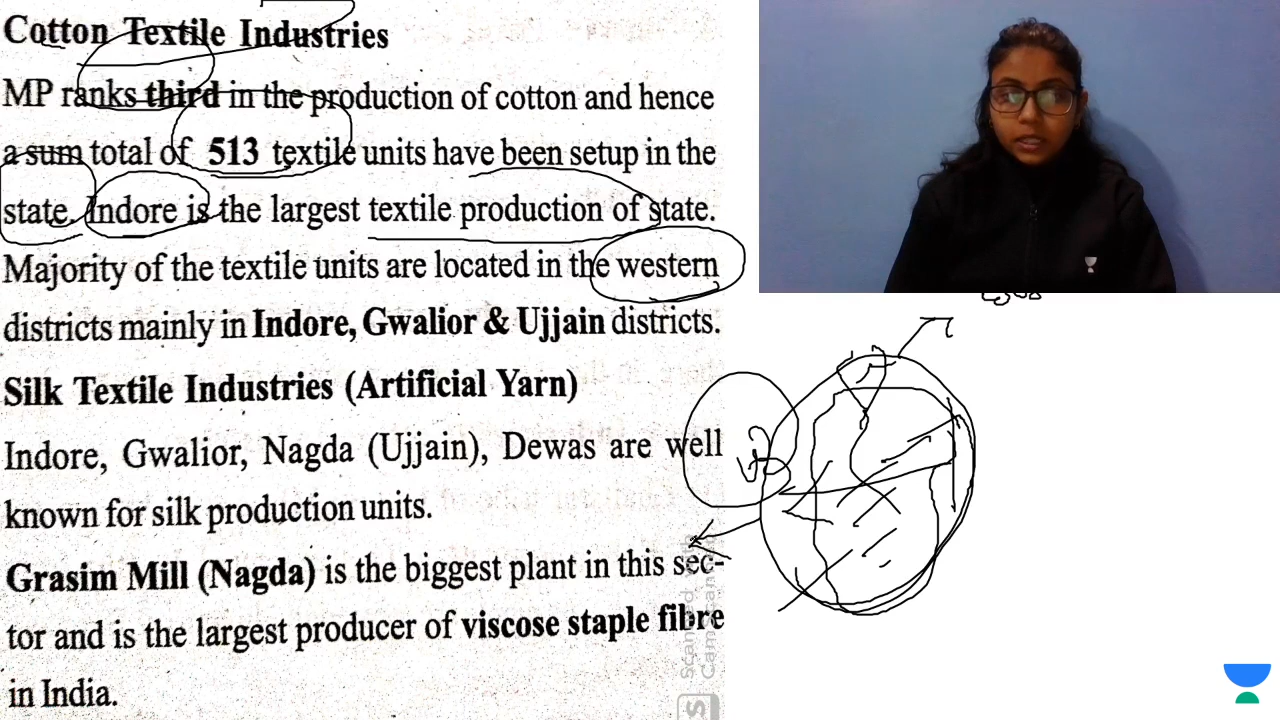 Cotton Textile Industries
MP ranks third in the production of cotton and hence
a sum total of 513 textile units have been setup in the
state. Indore is the largest textile production of state.
Majority of the textile units are located in the western
districts mainly in Indore, Gwalior & Ujjain districts.
Silk Textile Industries (Artificial Yarn)
Indore, Gwalior, Nagda (Ujjain), Dewas are well
known for silk production units.
Grasim Mill (Nagda) is the biggest plant in this sec-
tor and is the largest producer of viscose staple fibre
in India.